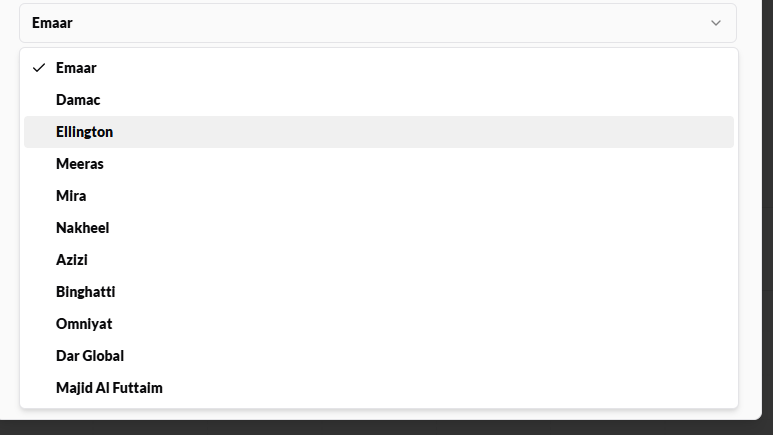 Emaar
Emaar
Damac
Ellington
Meeras
Mira
Nakheel
Azizi
Binghatti
Omniyat
Dar Global
Majid Al Futtaim